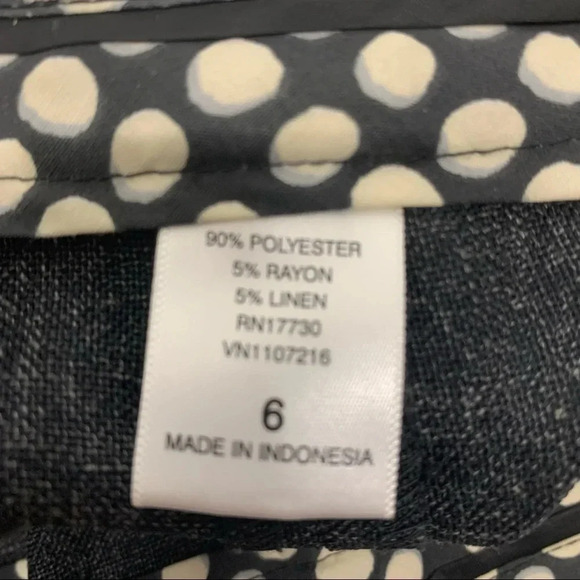 90% POLYESTER
5% RAYON
5% LINEN
RN17730
VN1107216
6
MADE IN INDONESIA